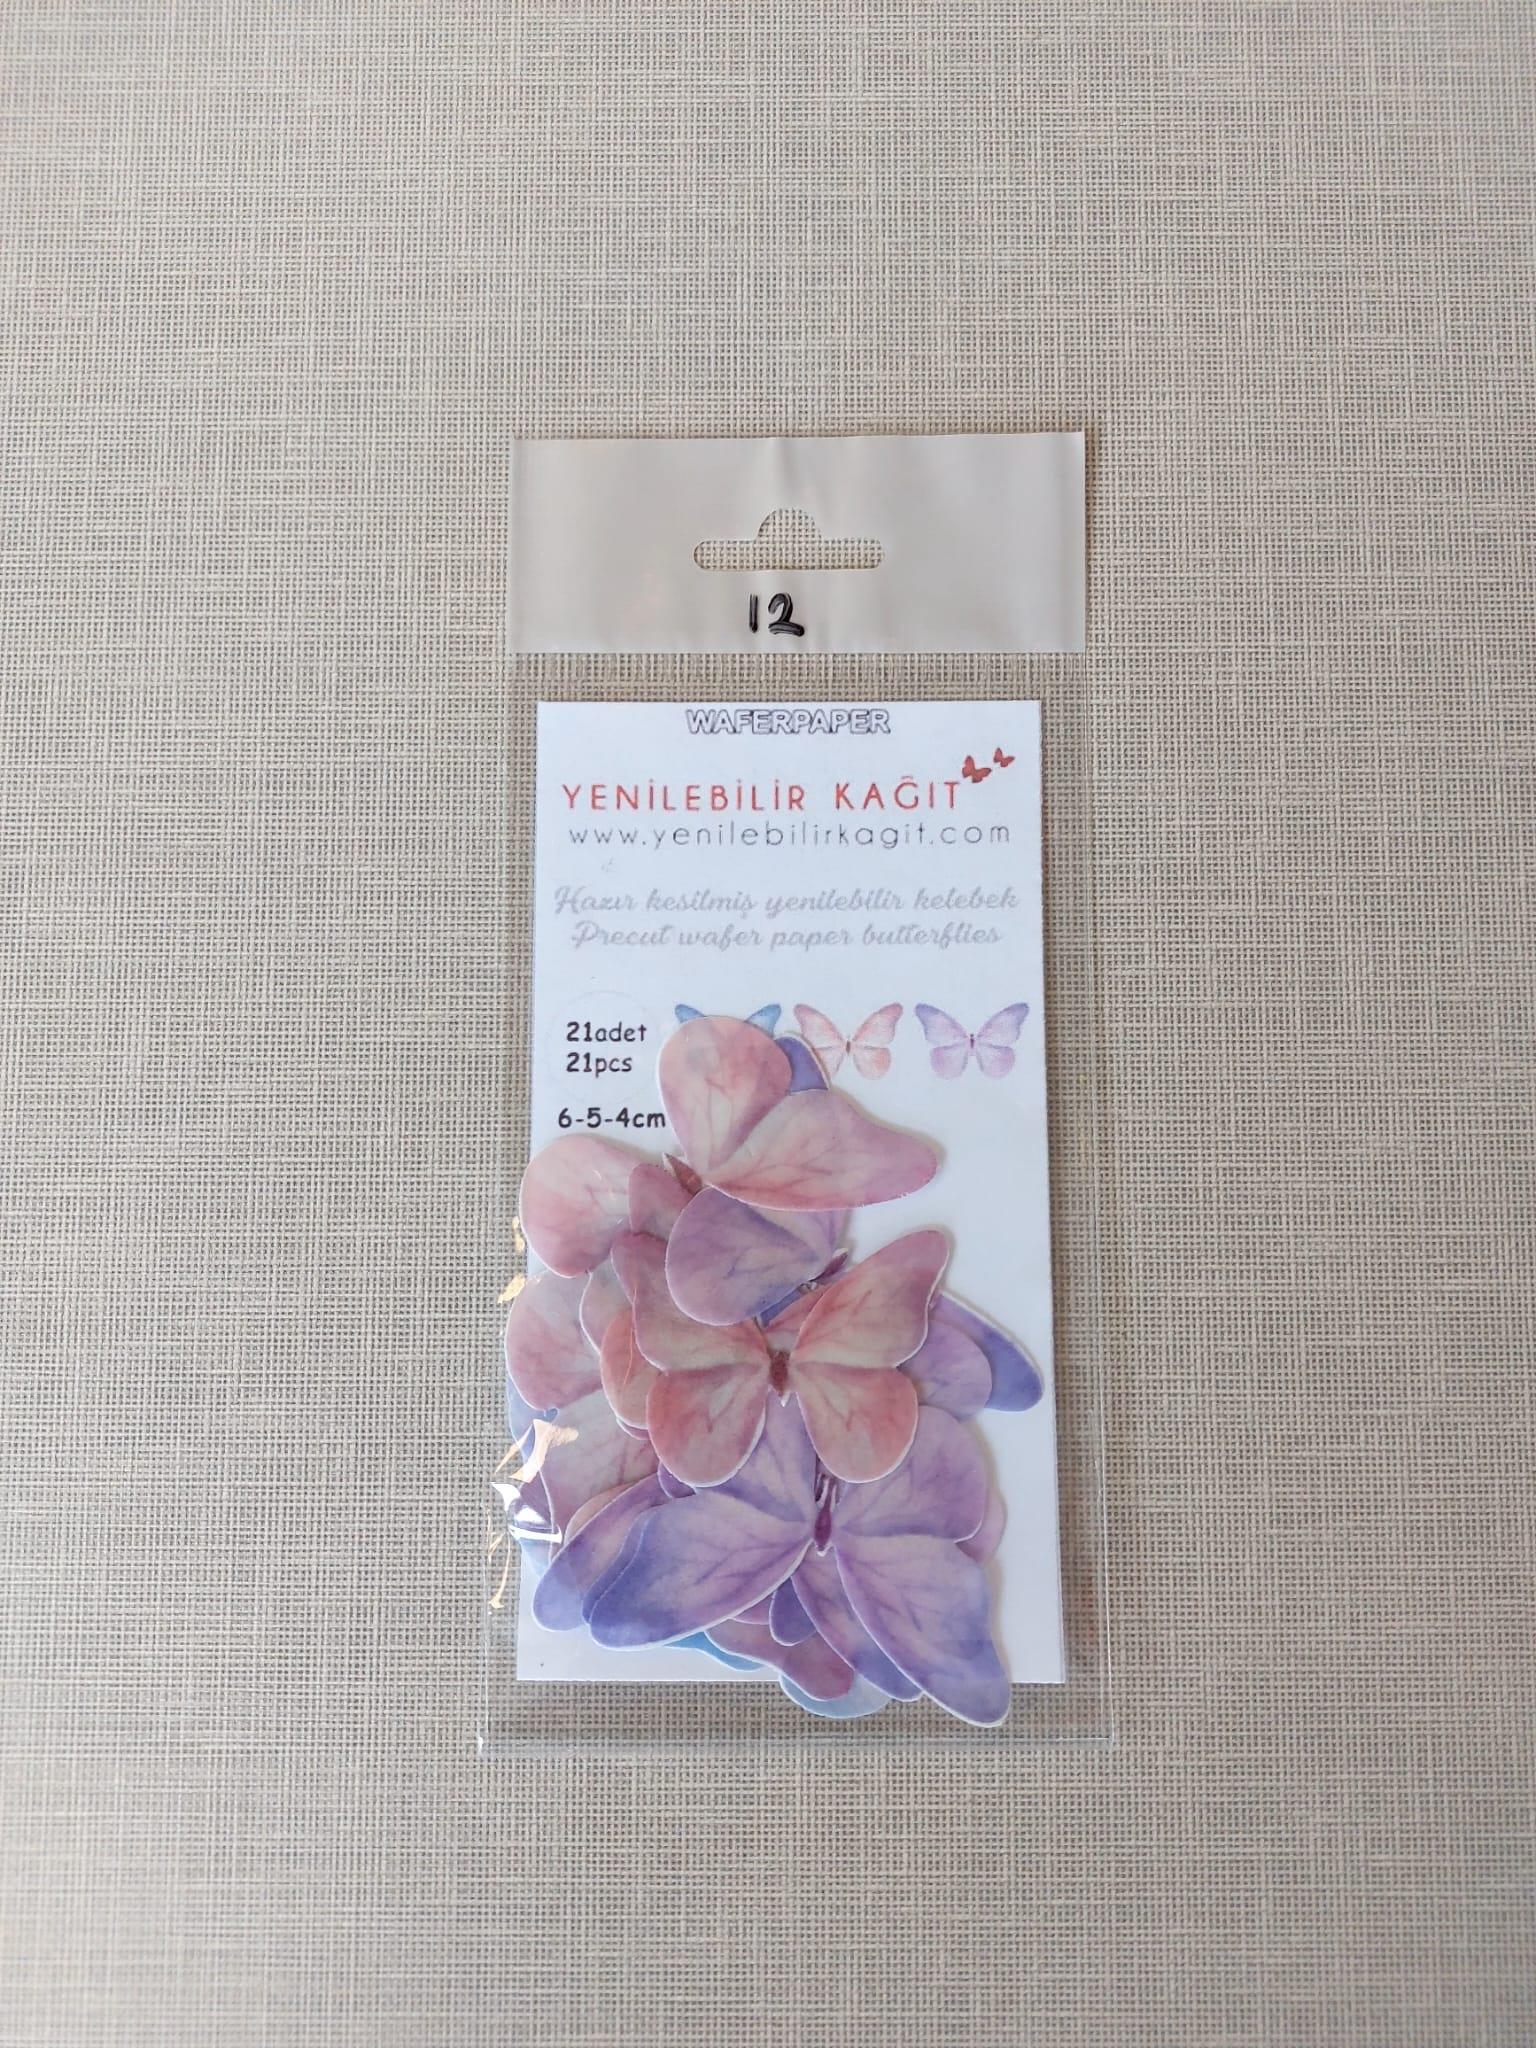 12
WAFERPAPER
YENİLEBİLİR KAĞIT
www.yenilebilirkagit.com
Hazır kesilmiş yenilebilir kelebek
Precut wafer paper butterflies
21adet
21pcs
6-5-4cm